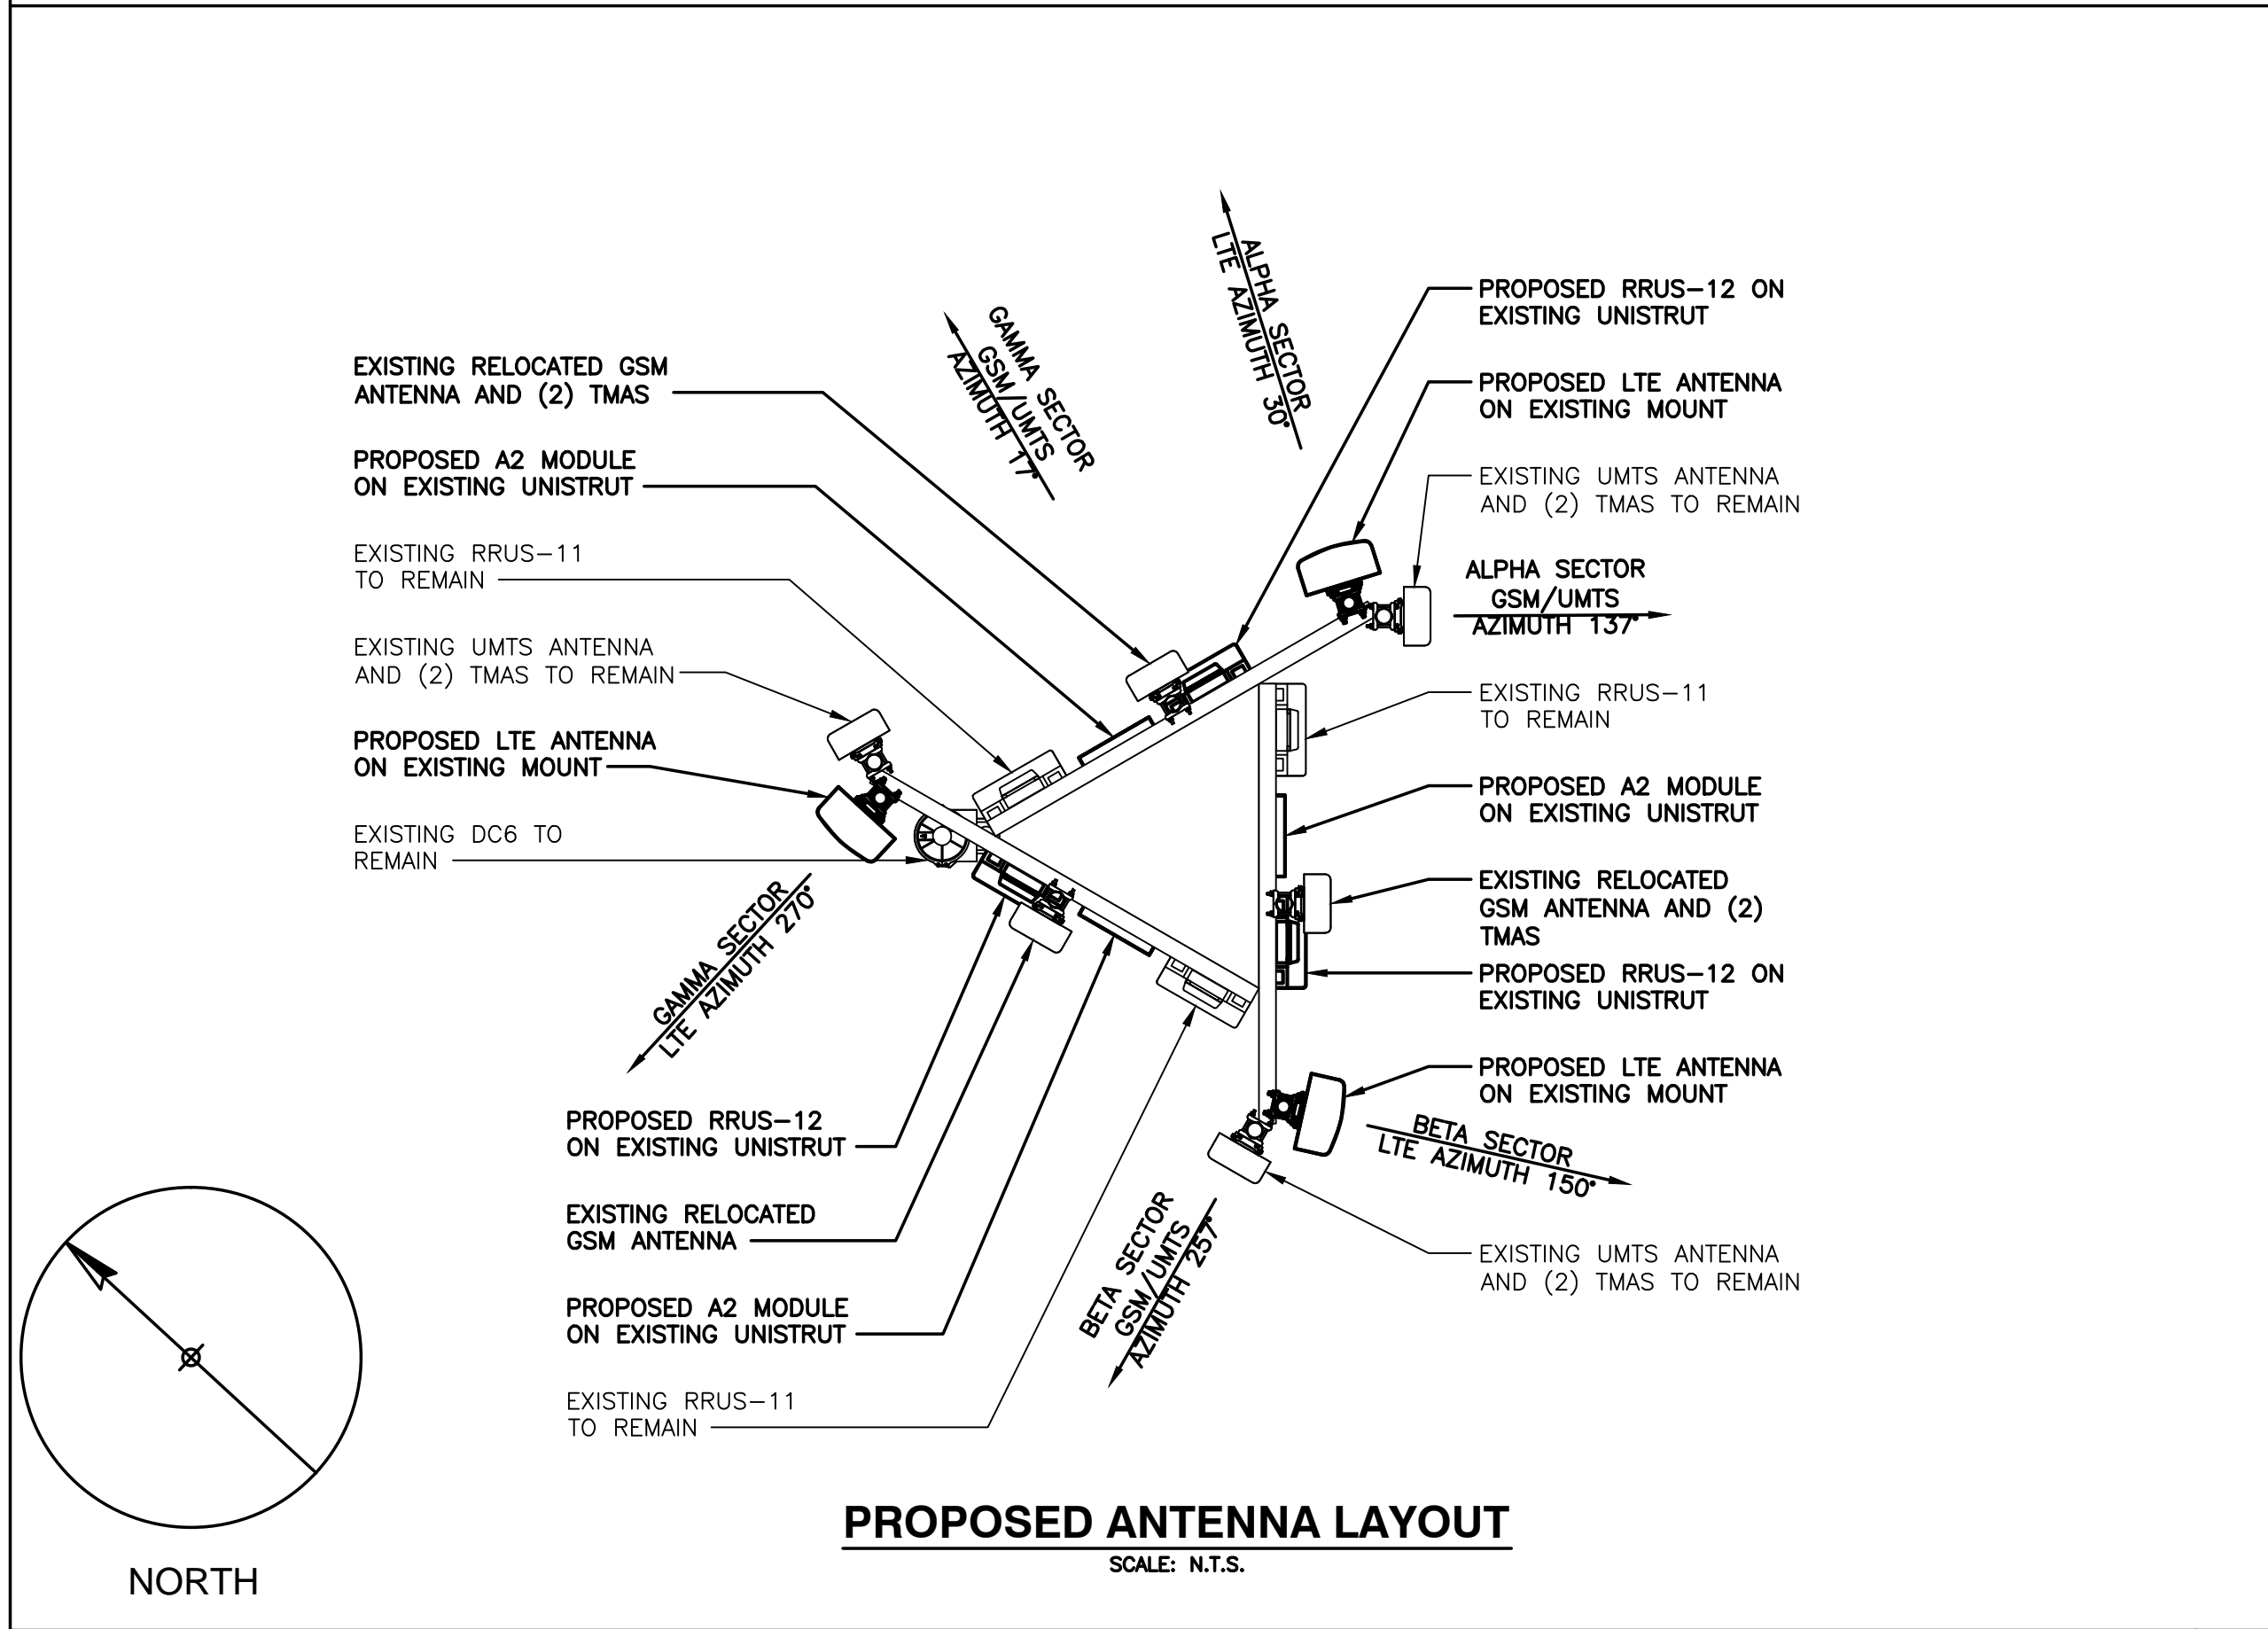 ALPHA SECTOR
LTE AZIMUTH 30°
GAMMA SECTOR
GSM/UMTS
AZIMUTH 17°
EXISTING RELOCATED GSM
ANTENNA AND (2) TMAS
PROPOSED A2 MODULE
ON EXISTING UNISTRUT
EXISTING RRUS-11
TO REMAIN
EXISTING UMTS ANTENNA
AND (2) TMAS TO REMAIN
PROPOSED LTE ANTENNA
ON EXISTING MOUNT
EXISTING DC6 TO
REMAIN
GAMMA SECTOR
LTE AZIMUTH 270°
PROPOSED RRUS-12 ON
EXISTING UNISTRUT
PROPOSED LTE ANTENNA
ON EXISTING MOUNT
EXISTING UMTS ANTENNA
AND (2) TMAS TO REMAIN
ALPHA SECTOR
GSM/UMTS
AZIMUTH 137°
EXISTING RRUS-11
TO REMAIN
PROPOSED A2 MODULE
ON EXISTING UNISTRUT
EXISTING RELOCATED
GSM ANTENNA AND (2)
TMAS
PROPOSED RRUS-12 ON
EXISTING UNISTRUT
PROPOSED LTE ANTENNA
ON EXISTING MOUNT
BETA SECTOR
LTE AZIMUTH 150°
EXISTING UMTS ANTENNA
AND (2) TMAS TO REMAIN
PROPOSED RRUS-12
ON EXISTING UNISTRUT
EXISTING RELOCATED
GSM ANTENNA
PROPOSED A2 MODULE
ON EXISTING UNISTRUT
EXISTING RRUS-11
TO REMAIN
BETA SECTOR
GSM/UMTS
AZIMUTH 257°
NORTH
PROPOSED ANTENNA LAYOUT
SCALE: N.T.S.